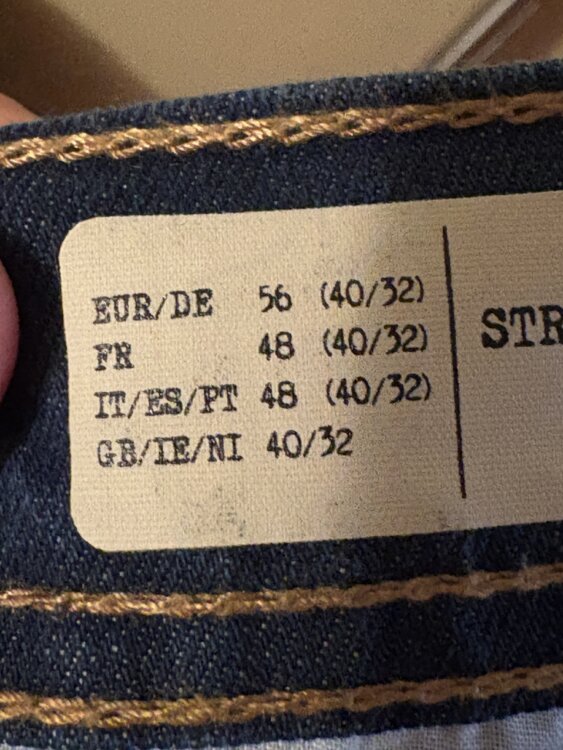 EUR/DE 56 (40/32)
FR 48 (40/32)
IT/ES/PT 48 (40/32)
GB/IE/NI 40/32
STR